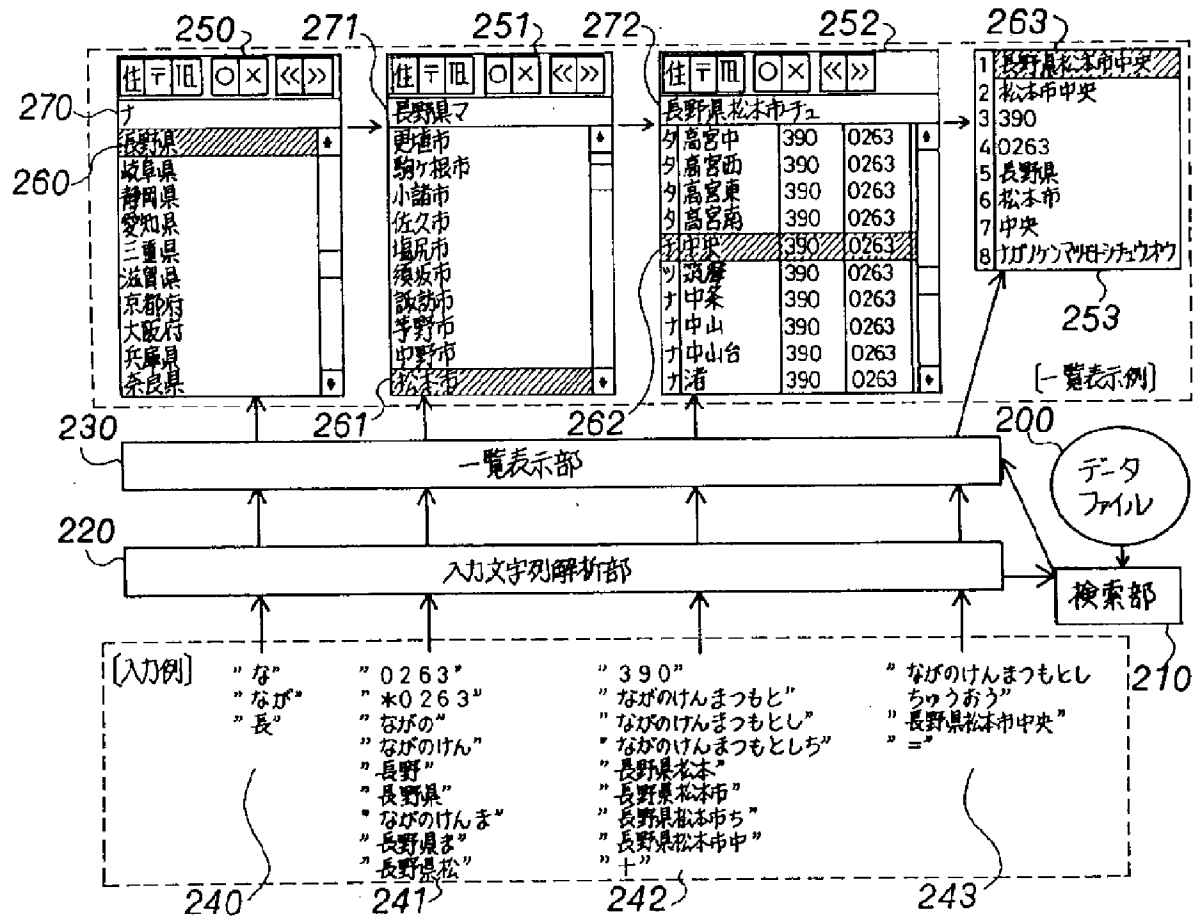 250 271 251 272 252 263
住 〒 TEL ○ × << >>
270
ナ
260
長野県
岐阜県
静岡県
愛知県
三重県
滋賀県
京都府
大阪府
兵庫県
奈良県
住 〒 TEL ○ × << >>
長野県マ
更埴市
駒ヶ根市
小諸市
佐久市
塩尻市
須坂市
諏訪市
茅野市
中野市
松本市
261
住 〒 TEL ○ × << >>
長野県松本市チュ
タ 高宮中 390 0263
タ 高宮西 390 0263
タ 高宮東 390 0263
タ 高宮南 390 0263
チ 中央 390 0263
ツ 筑摩 390 0263
ナ 中条 390 0263
ナ 中山 390 0263
ナ 中山台 390 0263
ナ 渚 390 0263
262
1 長野県松本市中央
2 松本市中央
3 390
4 0263
5 長野県
6 松本市
7 中央
8 ナガノケンマツモトシチュウオウ
253
[一覧表示例]
230
一覧表示部
200
データ
ファイル
220
入力文字列解析部
検索部
210
[入力例]
"な"
"なが"
"長"
240
"0263"
"*0263"
"ながの"
"ながのけん"
"長野"
"長野県"
"ながのけんま"
"長野県ま"
"長野県松"
241
"390"
"ながのけんまつもと"
"ながのけんまつもとし"
"ながのけんまつもとしち"
"長野県松本"
"長野県松本市"
"長野県松本市ち"
"長野県松本市中"
"+"
242
"ながのけんまつもとし
ちゅうおう"
"長野県松本市中央"
"="
243